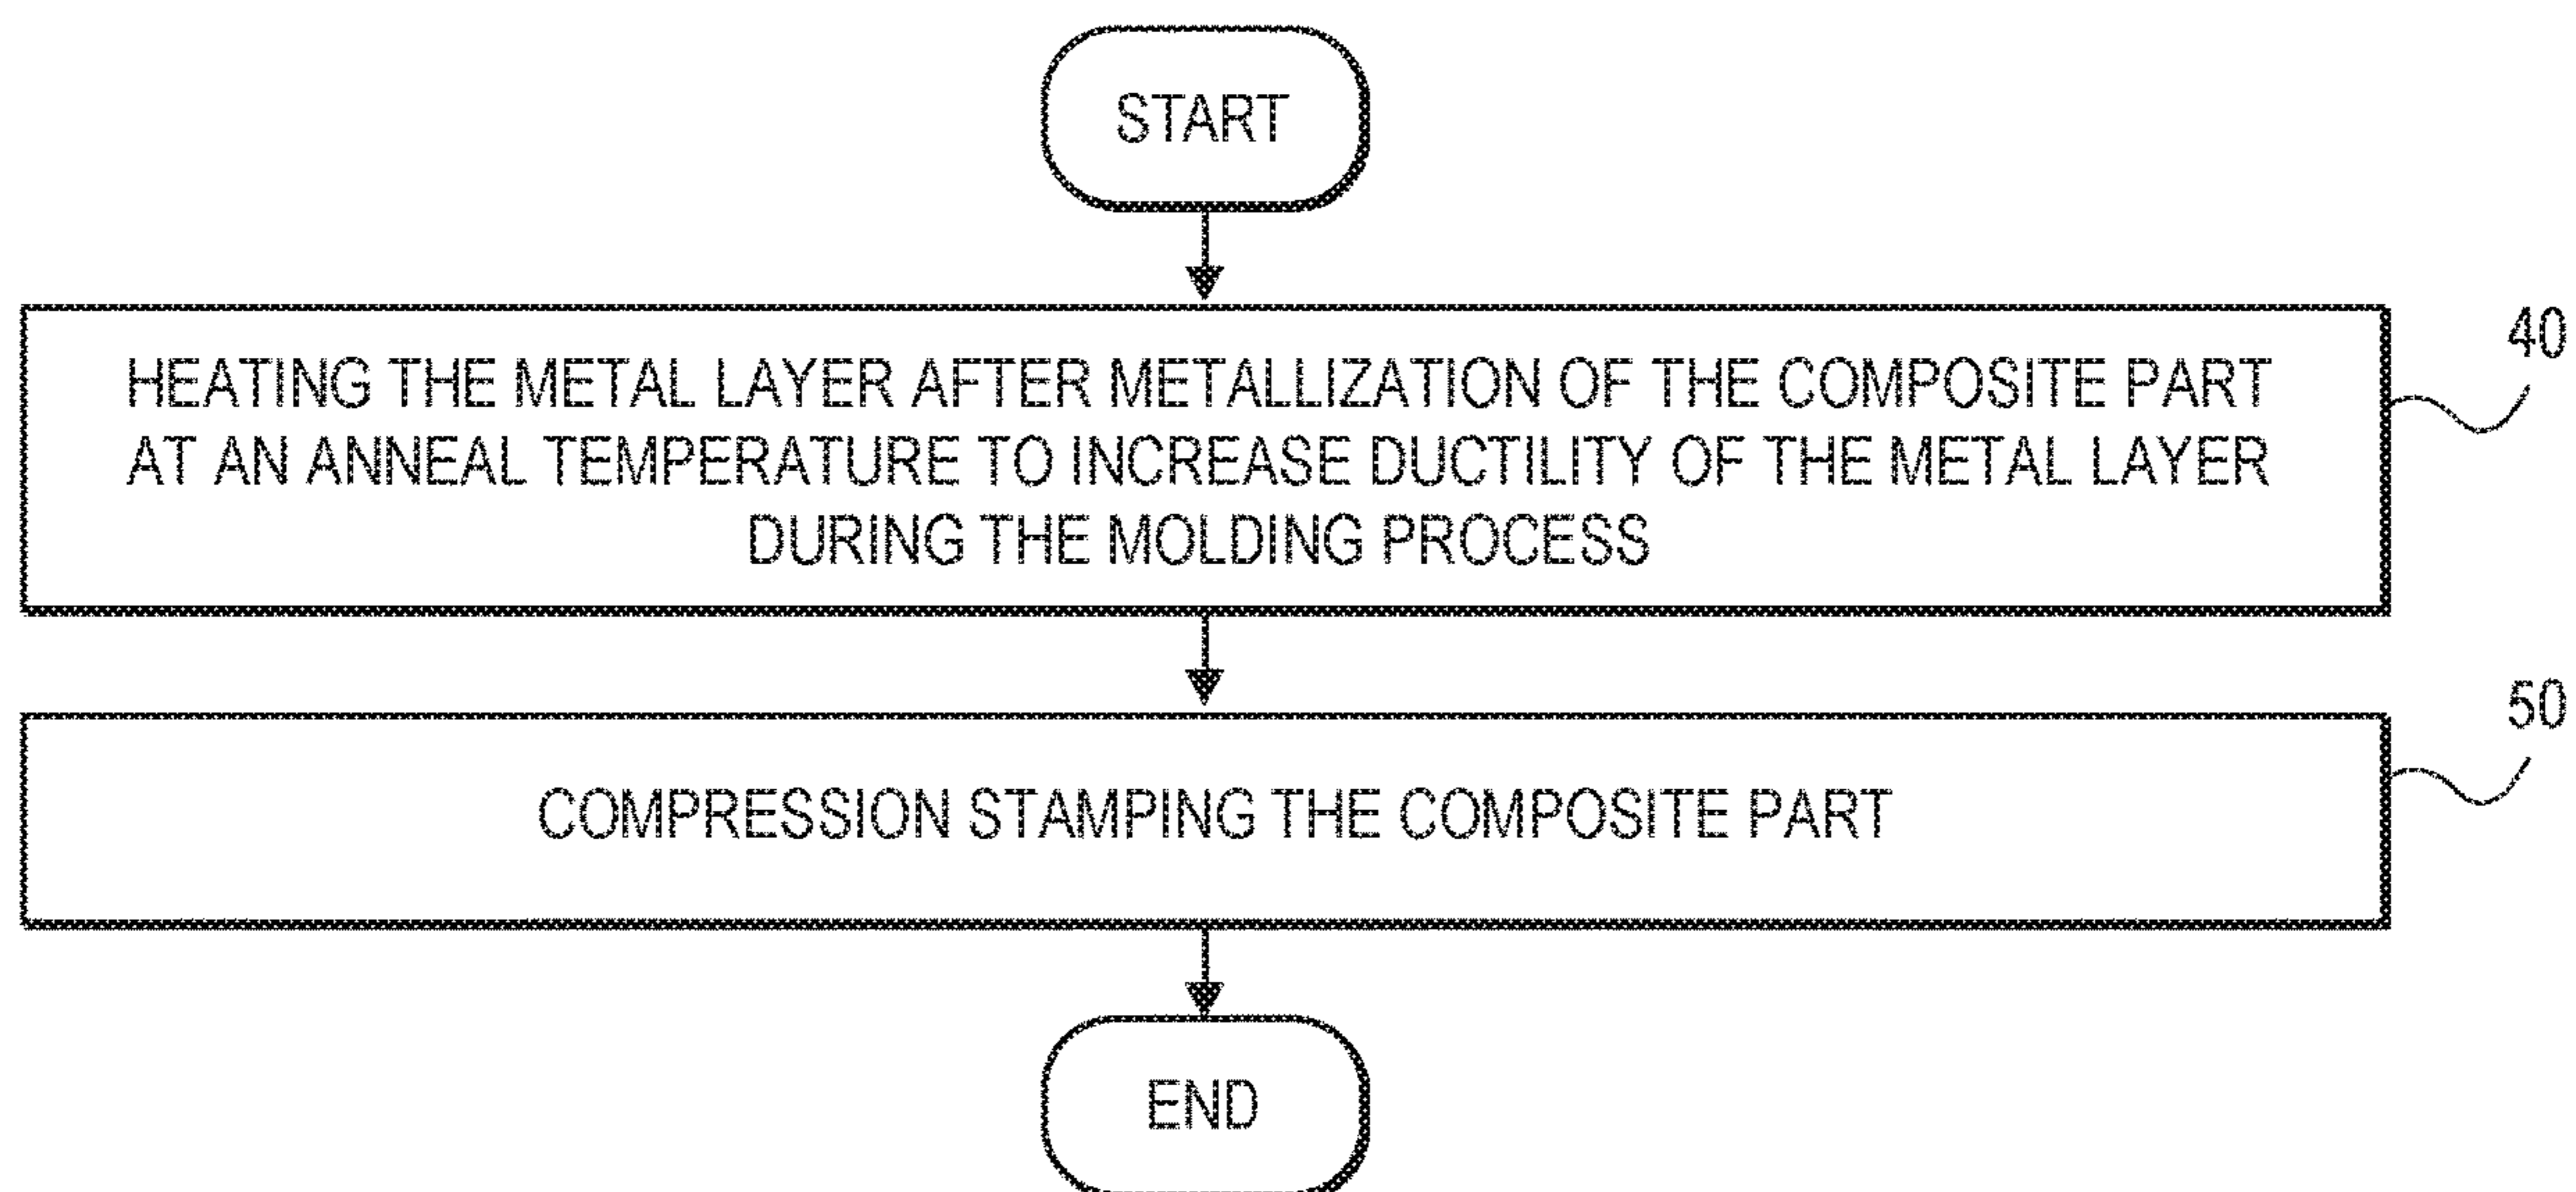 START
40
HEATING THE METAL LAYER AFTER METALLIZATION OF THE COMPOSITE PART
AT AN ANNEAL TEMPERATURE TO INCREASE DUCTILITY OF THE METAL LAYER
DURING THE MOLDING PROCESS
50
COMPRESSION STAMPING THE COMPOSITE PART
END